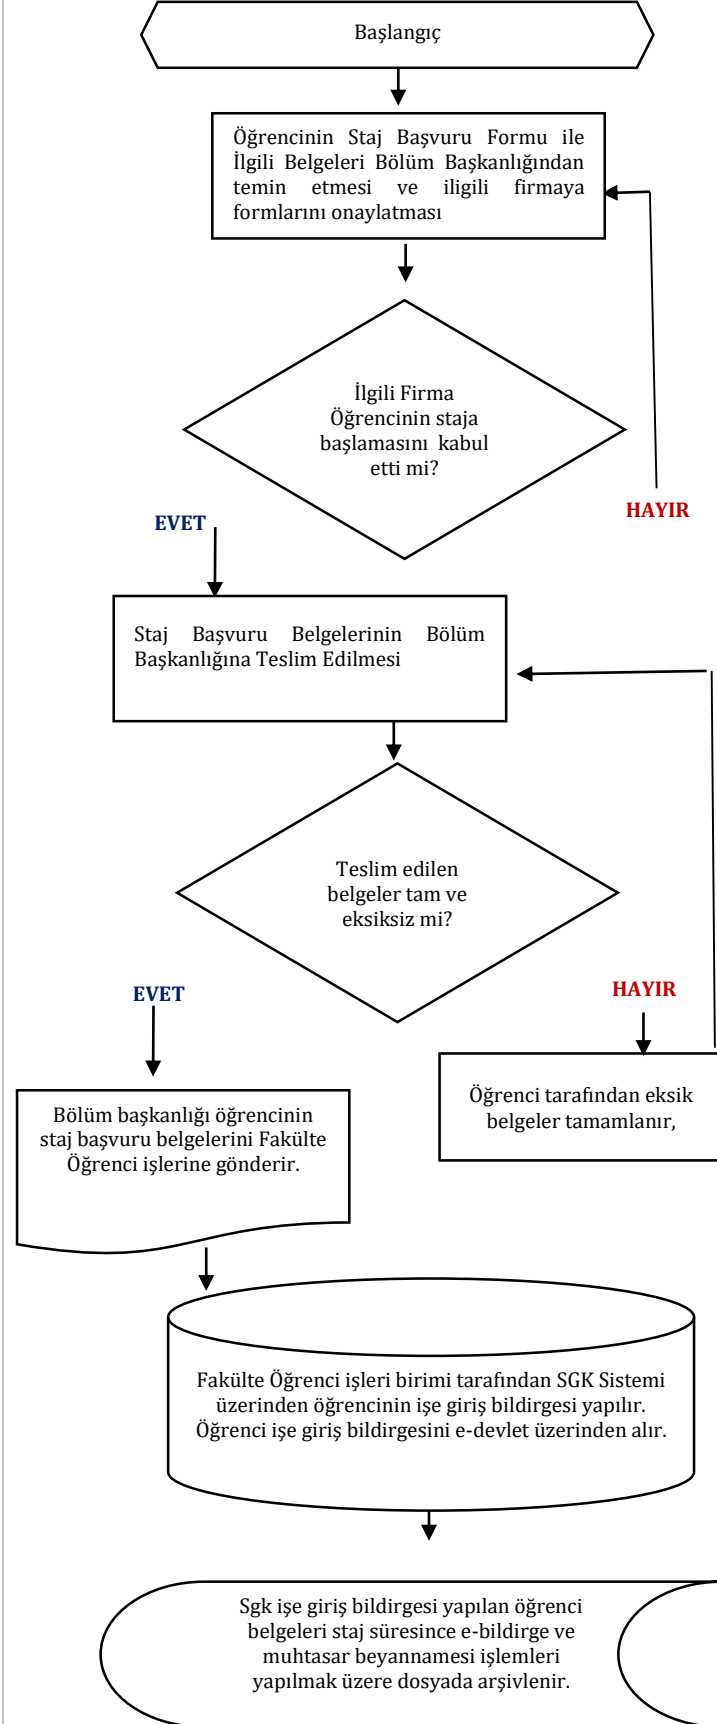 Başlangıç
Öğrencinin Staj Başvuru Formu ile
İlgili Belgeleri Bölüm Başkanlığından
temin etmesi ve iligili firmaya
formlarını onaylatması
İlgili Firma
Öğrencinin staja
başlamasını kabul
etti mi?
HAYIR
EVET
Staj Başvuru Belgelerinin Bölüm
Başkanlığına Teslim Edilmesi
Teslim edilen
belgeler tam ve
eksiksiz mi?
EVET
HAYIR
Öğrenci tarafından eksik
belgeler tamamlanır,
Bölüm başkanlığı öğrencinin
staj başvuru belgelerini Fakülte
Öğrenci işlerine gönderir.
Fakülte Öğrenci işleri birimi tarafından SGK Sistemi
üzerinden öğrencinin işe giriş bildirgesi yapılır.
Öğrenci işe giriş bildirgesini e-devlet üzerinden alır.
Sgk işe giriş bildirgesi yapılan öğrenci
belgeleri staj süresince e-bildirge ve
muhtasar beyannamesi işlemleri
yapılmak üzere dosyada arşivlenir.